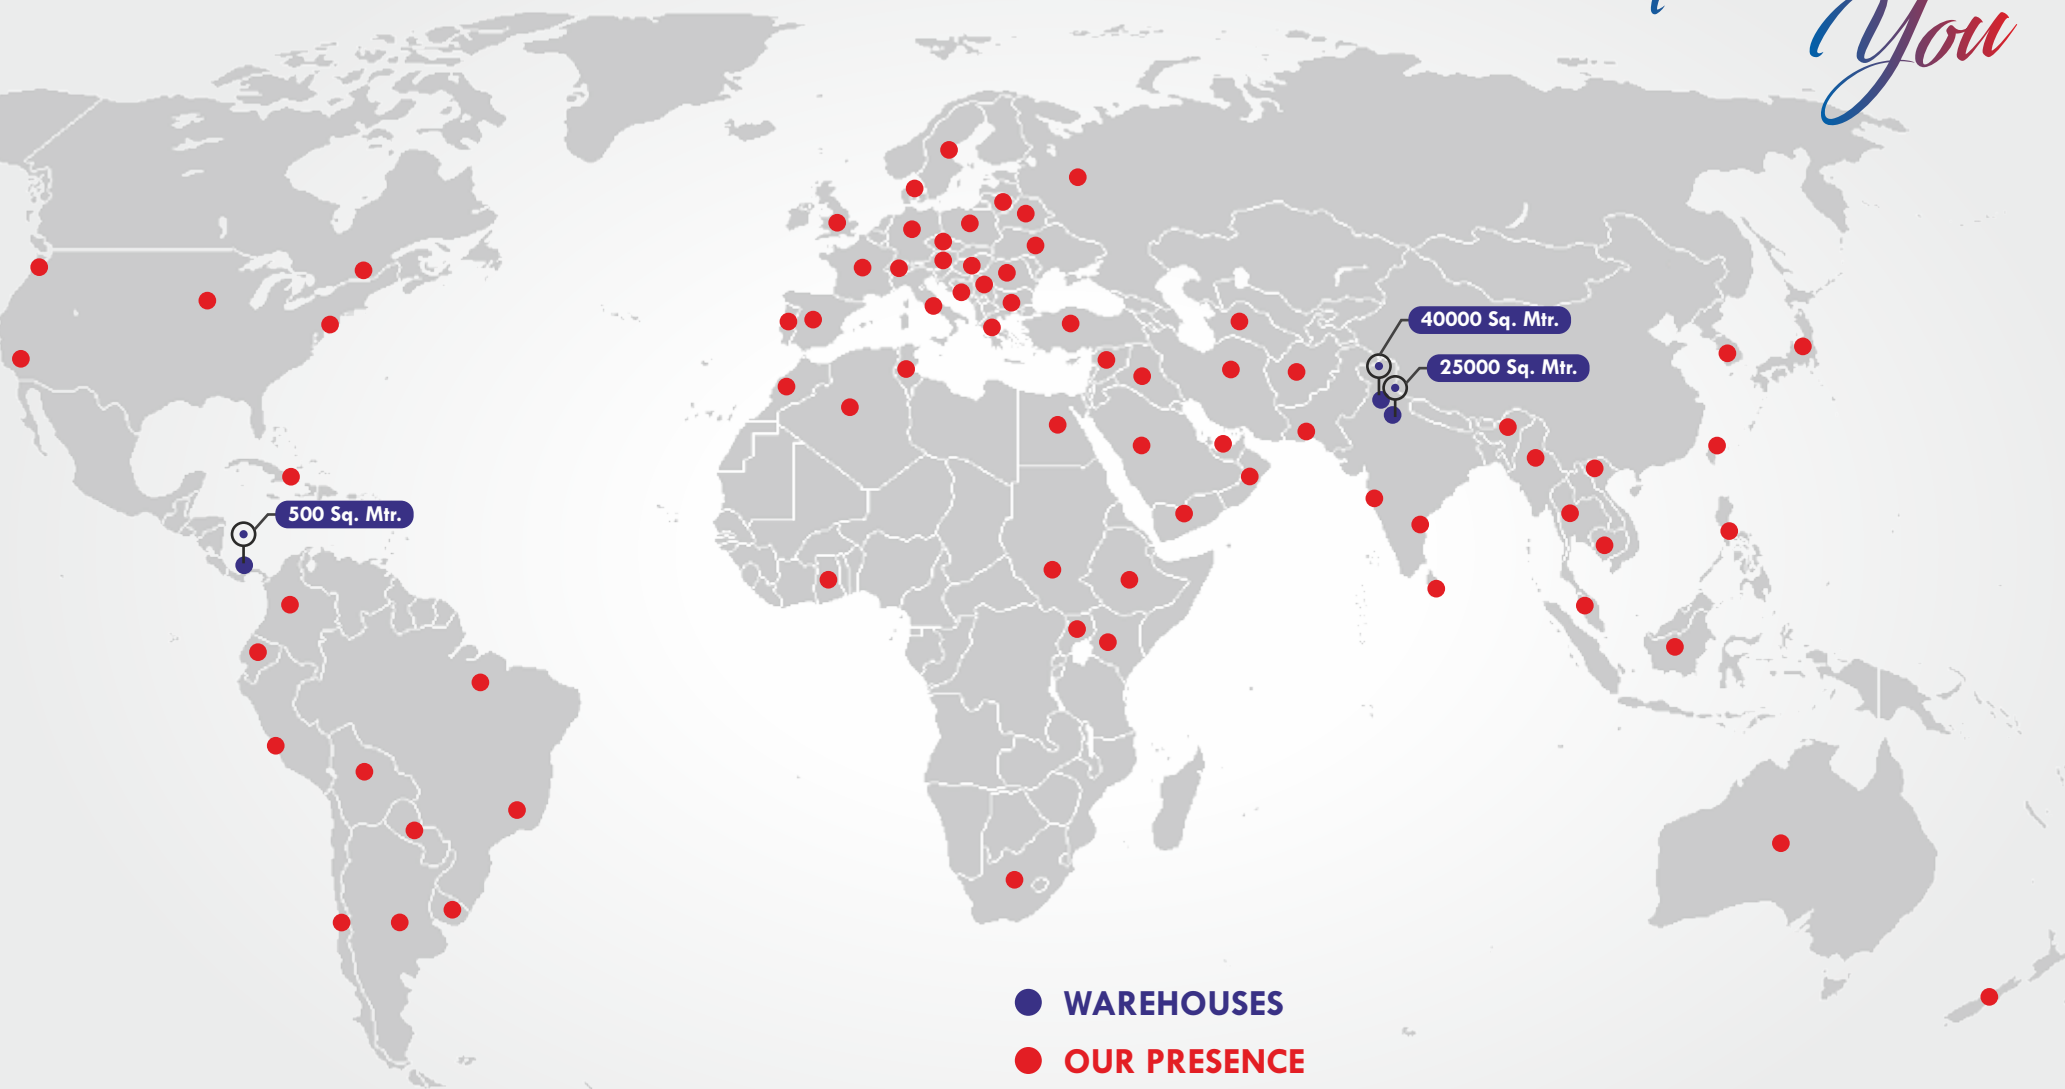 You
40000 Sq. Mtr.
25000 Sq. Mtr.
500 Sq. Mtr.
WAREHOUSES
OUR PRESENCE